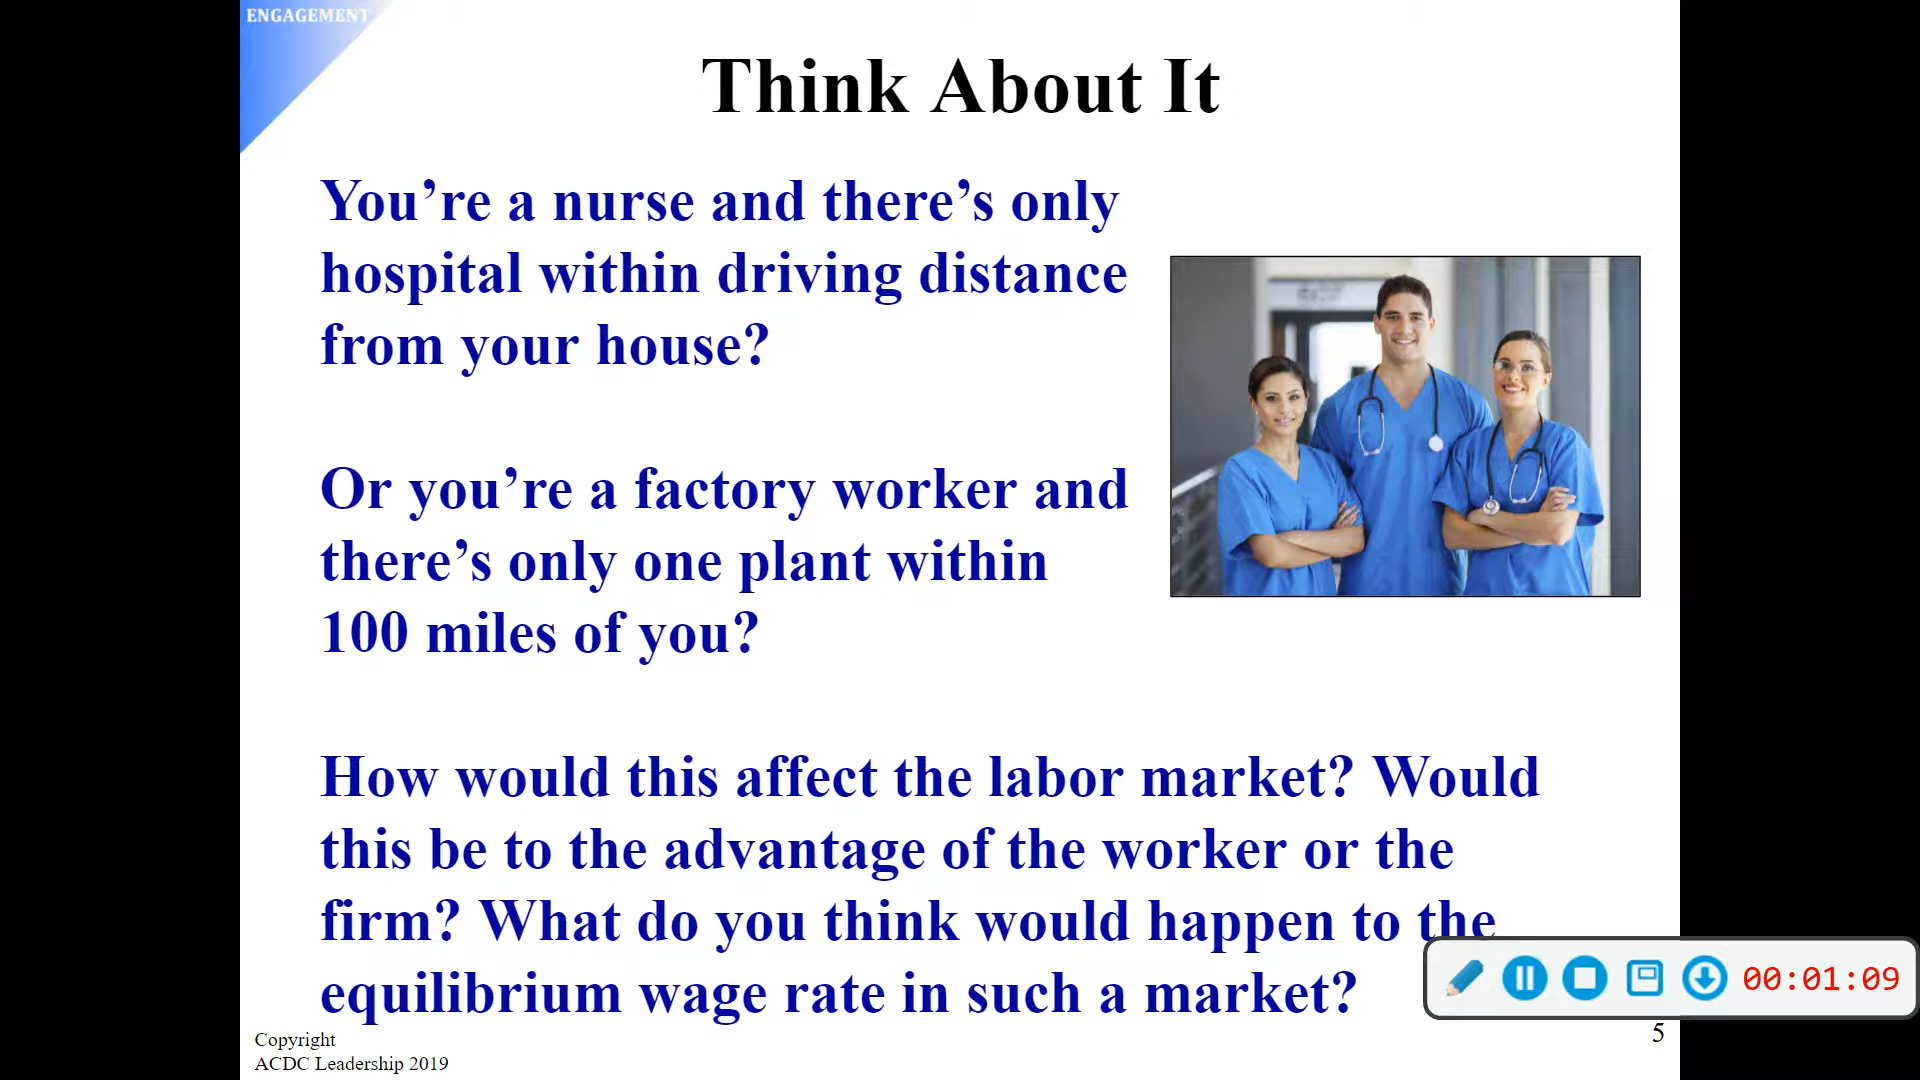 ENGAGEMENT
Think About It
You’re a nurse and there’s only
hospital within driving distance
from your house?
Or you’re a factory worker and
there’s only one plant within
100 miles of you?
How would this affect the labor market? Would
this be to the advantage of the worker or the
firm? What do you think would happen to the
equilibrium wage rate in such a market?
00:01:09
Copyright
ACDC Leadership 2019
5